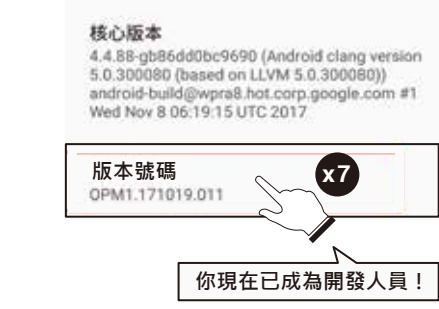 核心版本
4.4.88-gb86dd0bc9690 (Android clang version
5.0.300080 (based on LLVM 5.0.300080))
android-build@wpra8.hot.corp.google.com #1
Wed Nov 8 06:19:15 UTC 2017
版本號碼
x7
OPM1.171019.011
你現在已成為開發人員！